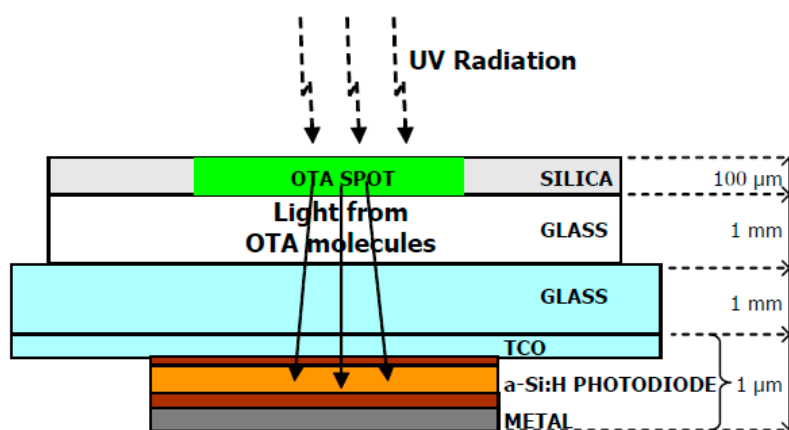 UV Radiation
OTA SPOT
SILICA
100 μm
Light from
OTA molecules
GLASS
1 mm
GLASS
1 mm
TCO
a-Si:H PHOTODIODE
1 μm
METAL